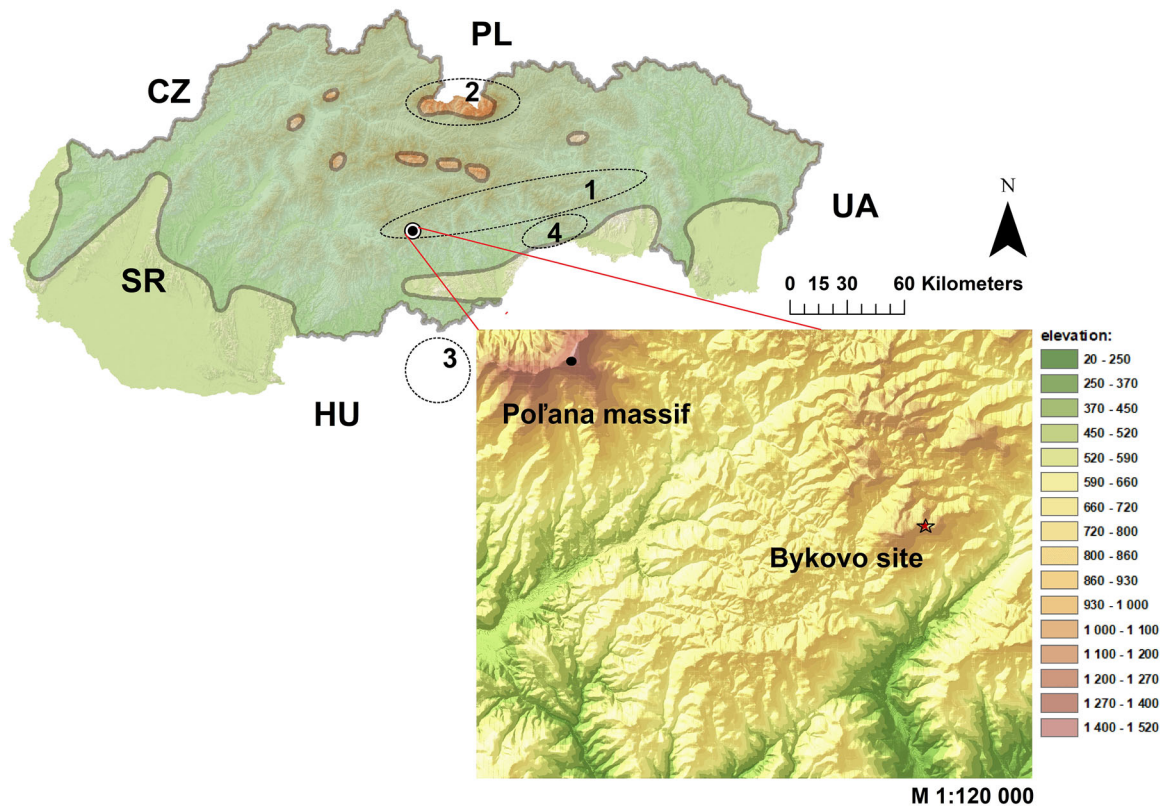 PL
CZ
2
1
N
UA
4
SR
0 15 30 60 Kilometers
3
HU
elevation:
20 - 250
250 - 370
370 - 450
450 - 520
520 - 590
590 - 660
660 - 720
720 - 800
800 - 860
860 - 930
930 - 1 000
1 000 - 1 100
1 100 - 1 200
1 200 - 1 270
1 270 - 1 400
1 400 - 1 520
Poľana massif
Bykovo site
M 1:120 000